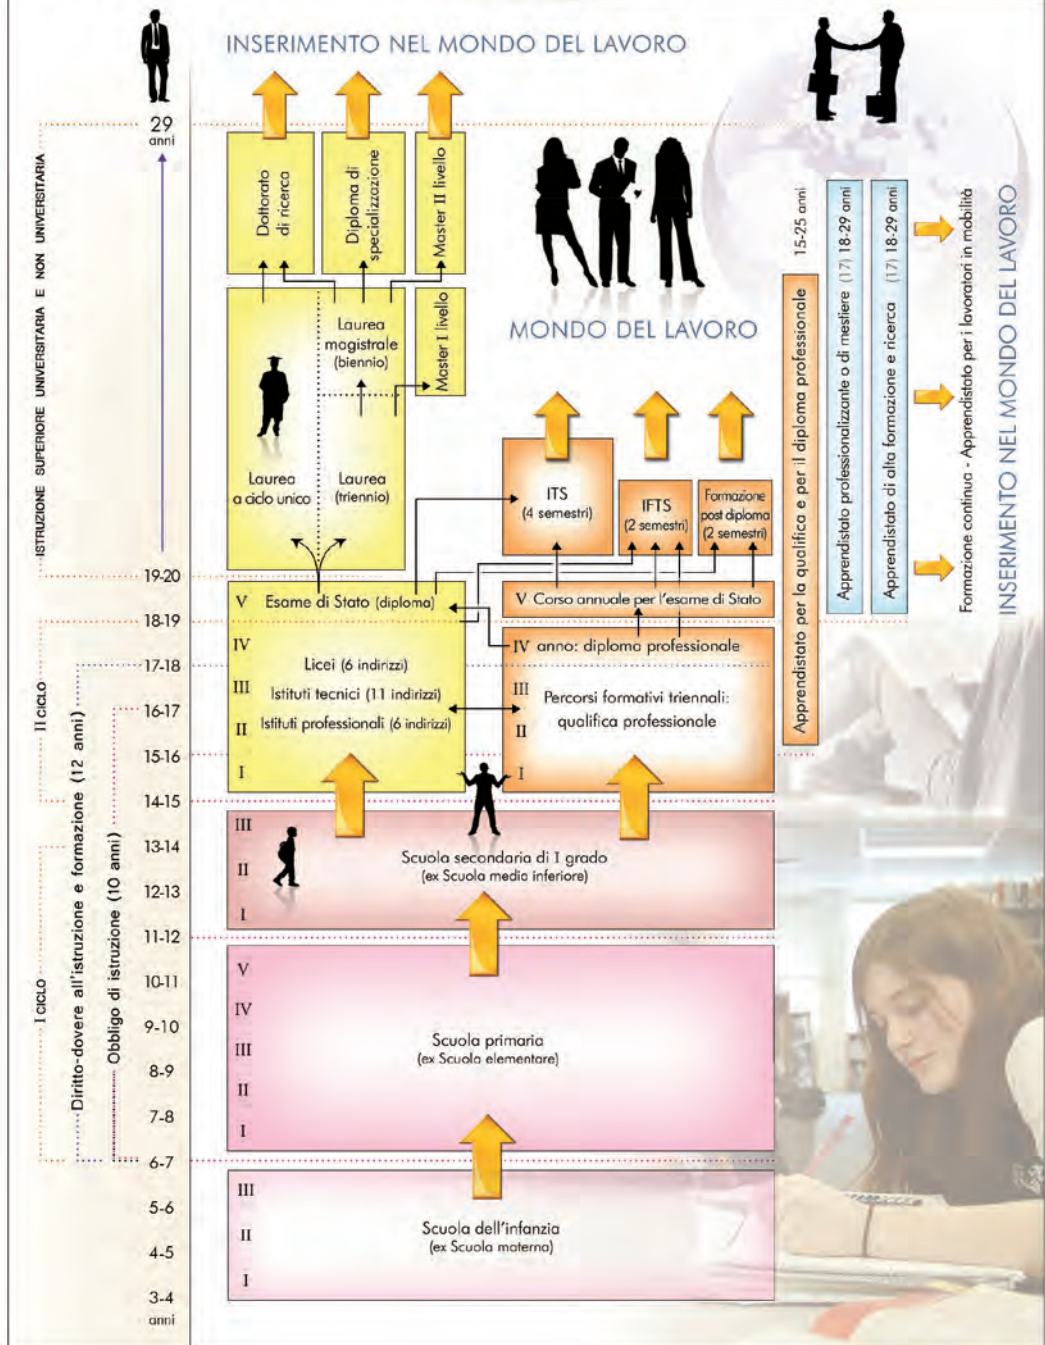 INSERIMENTO NEL MONDO DEL LAVORO
29
anni
ISTRUZIONE SUPERIORE UNIVERSITARIA E NON UNIVERSITARIA
Dottorato
di ricerca
Diploma di
specializzazione
Master II livello
Laurea
magistrale
(biennio)
Master I livello
Laurea
a ciclo unico
Laurea
(triennio)
MONDO DEL LAVORO
ITS
(4 semestri)
IFTS
(2 semestri)
Formazione
post diploma
(2 semestri)
Apprendistato per la qualifica e per il diploma professionale 15-25 anni
Apprendistato professionalizzante o di mestiere (17) 18-29 anni
Apprendistato di alta formazione e ricerca (17) 18-29 anni
Formazione continua - Apprendistato per i lavoratori in mobilità
INSERIMENTO NEL MONDO DEL LAVORO
19-20
V Esame di Stato (diploma)
V Corso annuale per l'esame di Stato
18-19
IV
IV anno: diploma professionale
Licei (6 indirizzi)
17-18
III
Istituti tecnici (11 indirizzi)
III
Percorsi formativi triennali:
qualifica professionale
16-17
II
Istituti professionali (6 indirizzi)
II
15-16
I
I
14-15
II CICLO
Diritto-dovere all'istruzione e formazione (12 anni)
Obbligo di istruzione (10 anni)
I CICLO
III
13-14
Scuola secondaria di I grado
(ex Scuola media inferiore)
II
12-13
I
11-12
V
10-11
IV
9-10
Scuola primaria
(ex Scuola elementare)
III
8-9
II
7-8
I
6-7
III
5-6
Scuola dell'infanzia
(ex Scuola materna)
II
4-5
I
3-4
anni